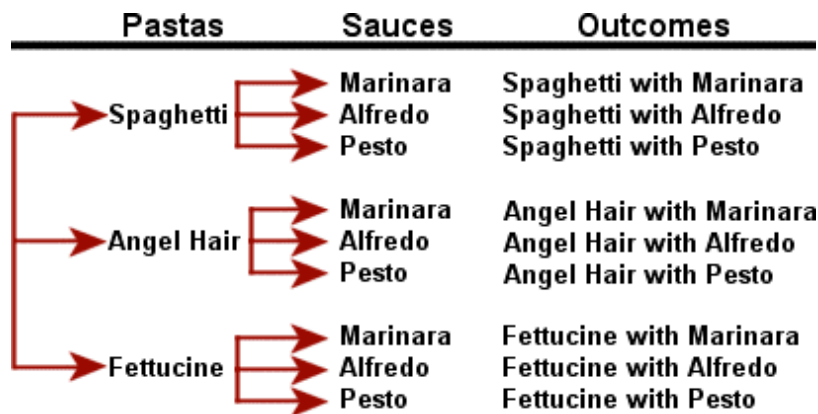 Pastas Sauces Outcomes
Marinara Spaghetti with Marinara
Spaghetti Alfredo Spaghetti with Alfredo
Pesto Spaghetti with Pesto
Marinara Angel Hair with Marinara
Angel Hair Alfredo Angel Hair with Alfredo
Pesto Angel Hair with Pesto
Marinara Fettucine with Marinara
Fettucine Alfredo Fettucine with Alfredo
Pesto Fettucine with Pesto